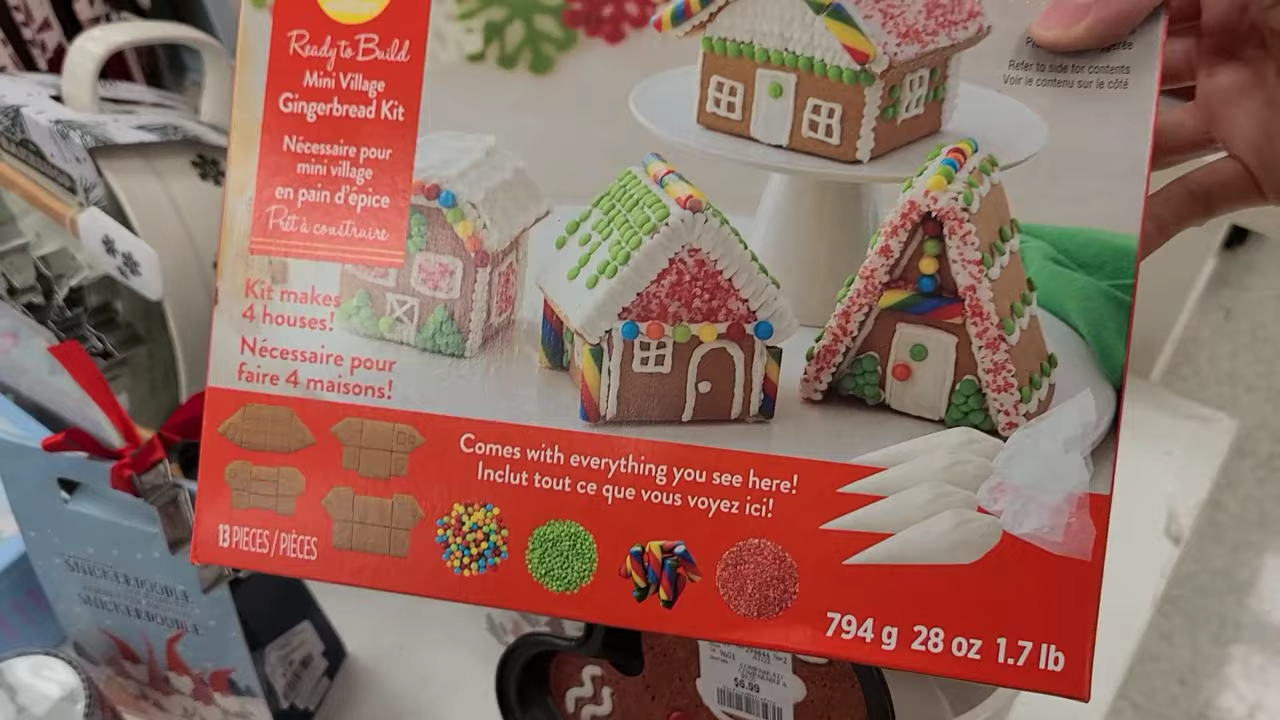 Ready to Build
Mini Village
Gingerbread Kit
Nécessaire pour
mini village
en pain d'épice
Prêt à construire
Refer to side for contents
Voir le contenu sur le côté
Kit makes
4 houses!
Nécessaire pour
faire 4 maisons!
Comes with everything you see here!
Inclut tout ce que vous voyez ici!
13 PIECES / PIÈCES
794 g 28 oz 1.7 lb
SNICKERDOODLE
SNICKERDOODLE
$6.99